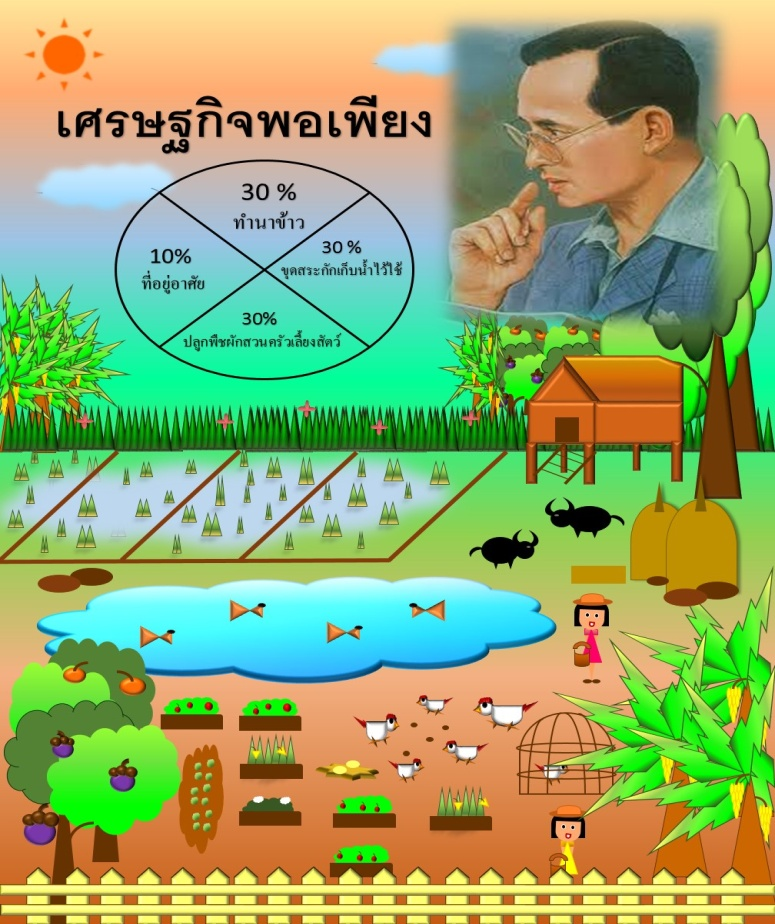 เศรษฐกิจพอเพียง
30 %
ทำนาข้าว
30 %
ขุดสระกักเก็บน้ำไว้ใช้
10%
ที่อยู่อาศัย
30%
ปลูกพืชผักสวนครัวเลี้ยงสัตว์